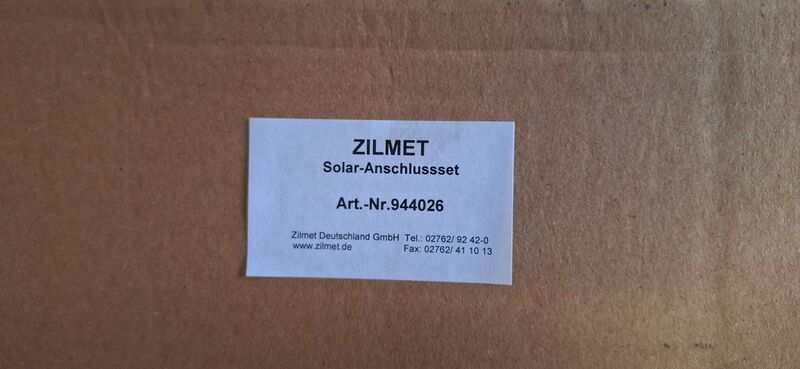 ZILMET
Solar-Anschlussset
Art.-Nr.944026
Zilmet Deutschland GmbH Tel.: 02762/ 92 42-0
www.zilmet.de Fax: 02762/ 41 10 13